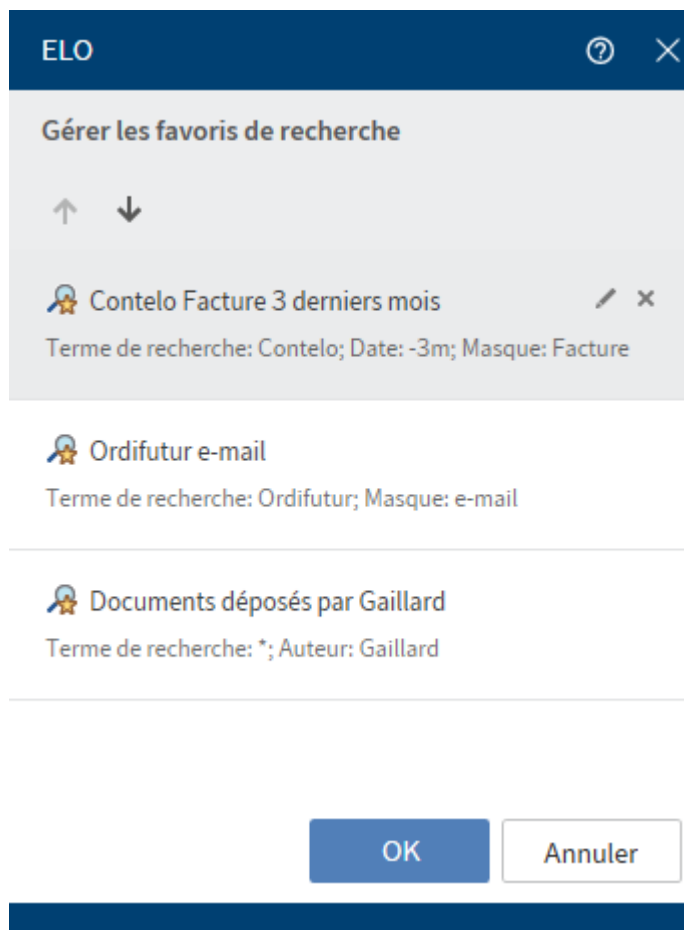 ELO
Gérer les favoris de recherche
Contelo Facture 3 derniers mois
Terme de recherche: Contelo; Date: -3m; Masque: Facture
Ordifutur e-mail
Terme de recherche: Ordifutur; Masque: e-mail
Documents déposés par Gaillard
Terme de recherche: *; Auteur: Gaillard
OK
Annuler